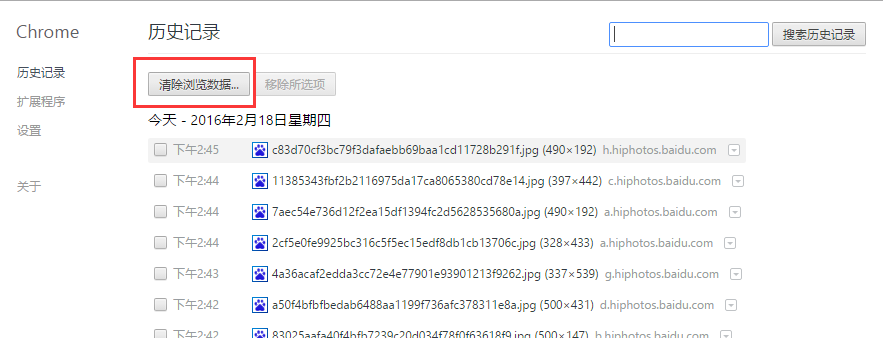 Chrome
历史记录
搜索历史记录
历史记录
扩展程序
设置
关于
清除浏览数据...
移除所选项
今天 - 2016年2月18日星期四
下午2:45 c83d70cf3bc79f3dafaebb69baa1cd11728b291f.jpg (490×192) h.hiphotos.baidu.com
下午2:44 11385343fbf2b2116975da17ca8065380cd78e14.jpg (397×442) c.hiphotos.baidu.com
下午2:44 7aec54e736d12f2ea15df1394fc2d5628535680a.jpg (490×192) a.hiphotos.baidu.com
下午2:44 2cf5e0fe9925bc316c5f5ec15edf8db1cb13706c.jpg (328×433) a.hiphotos.baidu.com
下午2:43 4a36acaf2edda3cc72e4e77901e93901213f9262.jpg (337×539) g.hiphotos.baidu.com
下午2:42 a50f4bfbfbedab6488aa1199f736afc378311e8a.jpg (500×431) d.hiphotos.baidu.com
下午2:42 83025aafa40f4bfb7239c20d034f78f0f63618f9.jpg (500×147) b.hiphotos.baidu.com